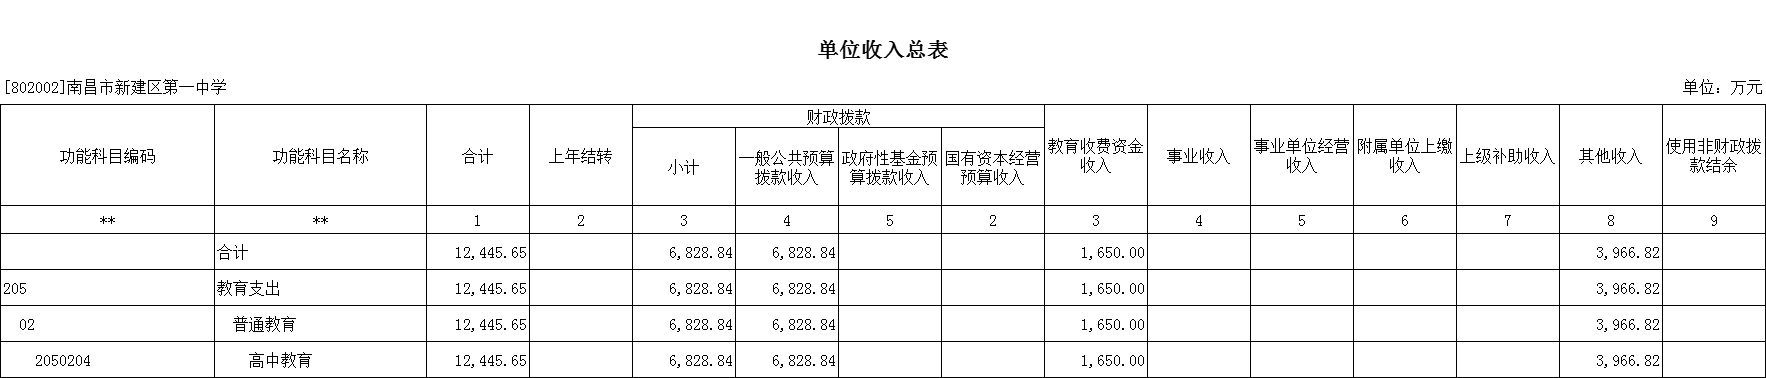 单位收入总表
[802002]南昌市新建区第一中学 单位：万元
功能科目编码 功能科目名称 合计 上年结转 财政拨款 教育收费资金收入 事业收入 事业单位经营收入 附属单位上缴收入 上级补助收入 其他收入 使用非财政拨款结余
小计 一般公共预算拨款收入 政府性基金预算拨款收入 国有资本经营预算收入
** ** 1 2 3 4 5 2 3 4 5 6 7 8 9
合计 12,445.65 6,828.84 6,828.84 1,650.00 3,966.82
205 教育支出 12,445.65 6,828.84 6,828.84 1,650.00 3,966.82
02 普通教育 12,445.65 6,828.84 6,828.84 1,650.00 3,966.82
2050204 高中教育 12,445.65 6,828.84 6,828.84 1,650.00 3,966.82